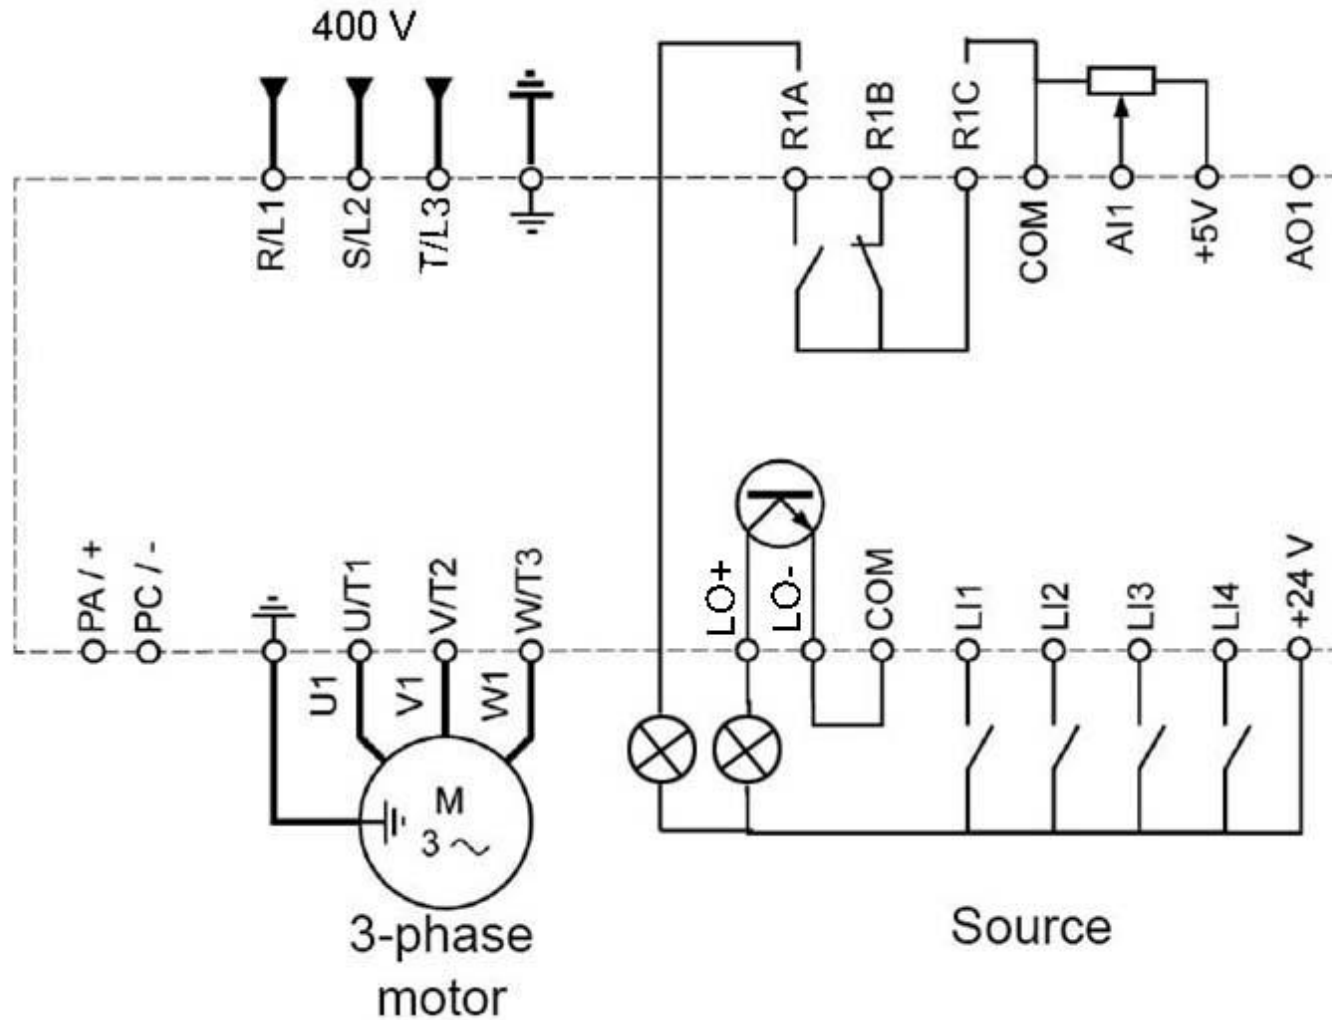 400 V
R1A
R1B
R1C
R/L1
S/L2
T/L3
COM
AI1
+5V
AO1
PA / +
PC / -
U/T1
V/T2
W/T3
LO+
LO-
COM
LI1
LI2
LI3
LI4
+24 V
U1
V1
W1
M
3 ~
3-phase
motor
Source